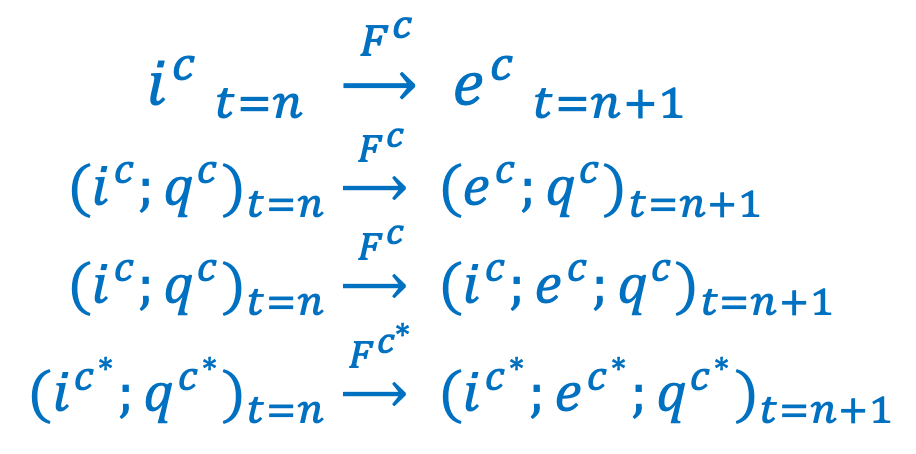 i^c_{t=n} \xrightarrow{F^c} e^c_{t=n+1}
(i^c; q^c)_{t=n} \xrightarrow{F^c} (e^c; q^c)_{t=n+1}
(i^c; q^c)_{t=n} \xrightarrow{F^c} (i^c; e^c; q^c)_{t=n+1}
(i^{c*}; q^{c*})_{t=n} \xrightarrow{F^{c*}} (i^{c*}; e^{c*}; q^{c*})_{t=n+1}